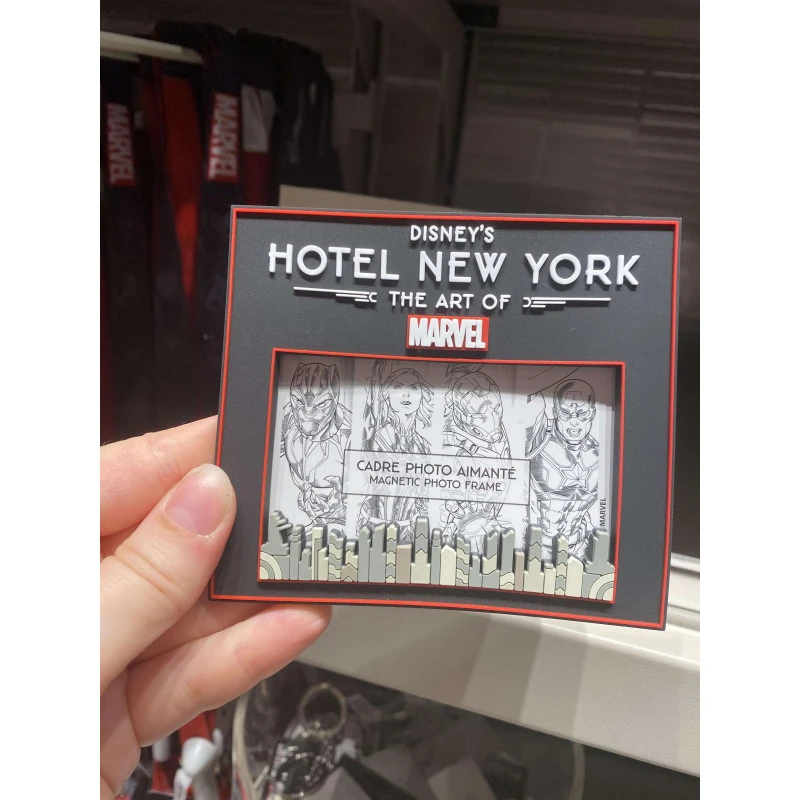 MARVEL
MARVEL
DISNEY'S
HOTEL NEW YORK
THE ART OF
MARVEL
CADRE PHOTO AIMANTÉ
MAGNETIC PHOTO FRAME
MARVEL